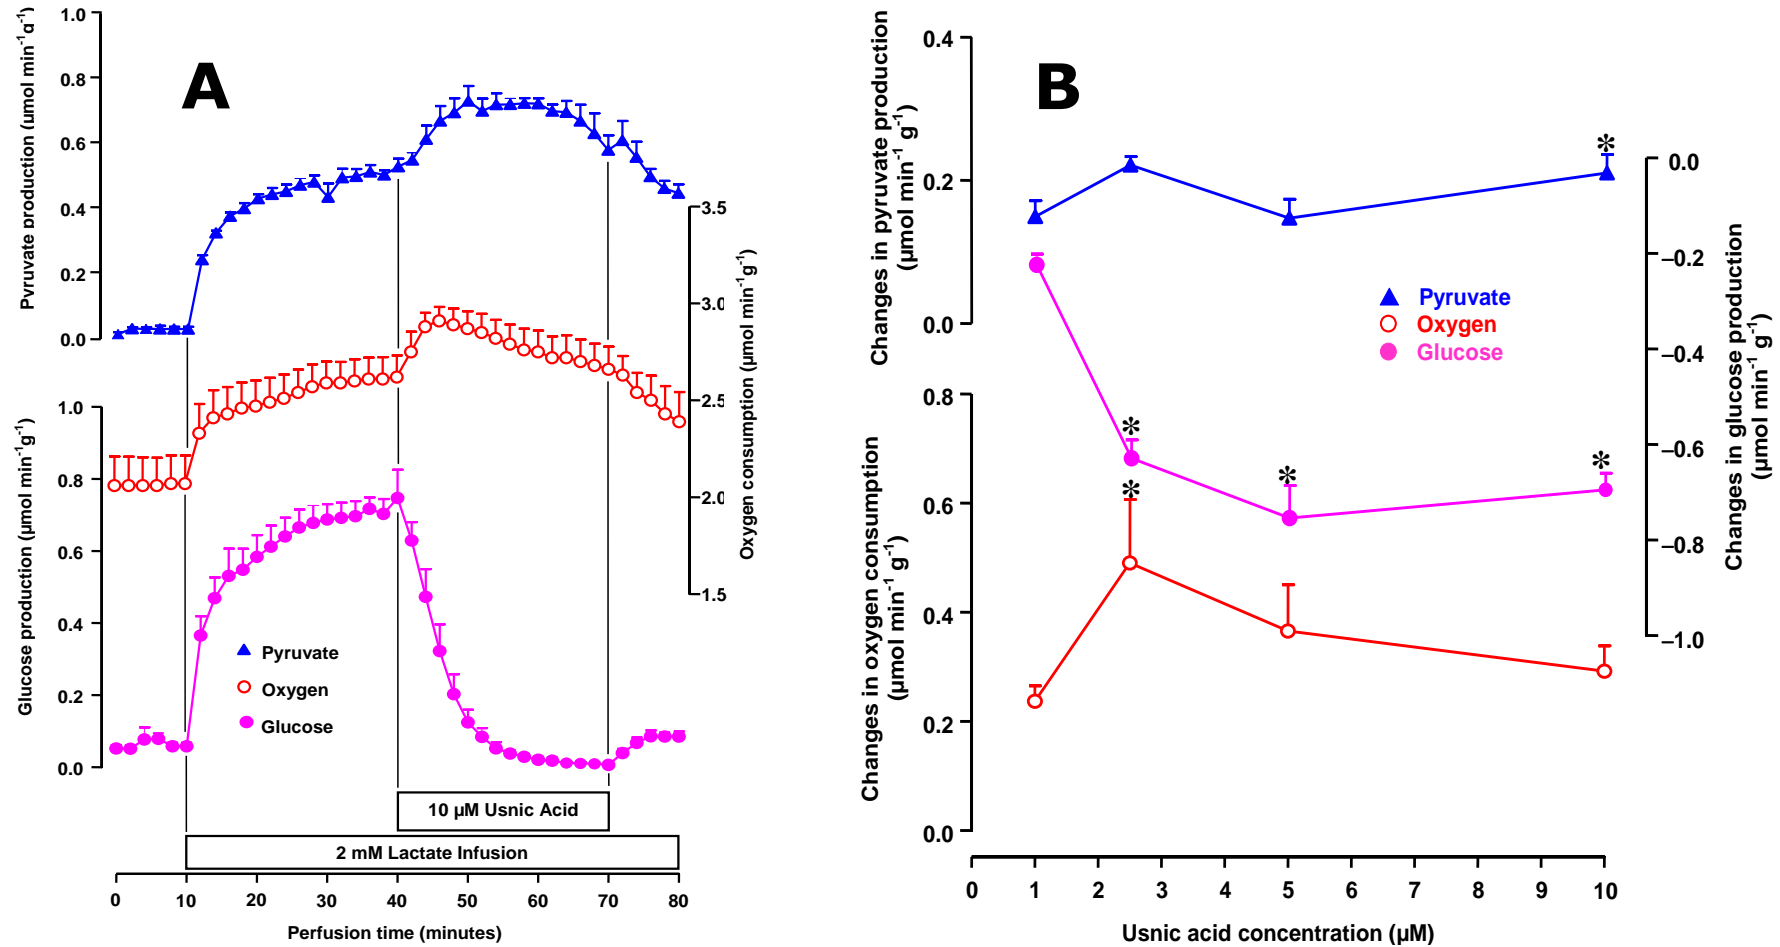 A
Pyruvate production (µmol min⁻¹g⁻¹)
1.0
0.8
0.6
0.4
0.2
0.0
Glucose production (µmol min⁻¹g⁻¹)
1.0
0.8
0.6
0.4
0.2
0.0
Oxygen consumption (µmol min⁻¹g⁻¹)
3.5
3.0
2.5
2.0
1.5
Pyruvate
Oxygen
Glucose
10 µM Usnic Acid
2 mM Lactate Infusion
0 10 20 30 40 50 60 70 80
Perfusion time (minutes)
B
Changes in pyruvate production
(µmol min⁻¹ g⁻¹)
0.4
0.2
0.0
Changes in oxygen consumption
(µmol min⁻¹ g⁻¹)
0.8
0.6
0.4
0.2
0.0
Changes in glucose production
(µmol min⁻¹ g⁻¹)
0.0
–0.2
–0.4
–0.6
–0.8
–1.0
*
*
*
*
*
Pyruvate
Oxygen
Glucose
0 1 2 3 4 5 6 7 8 9 10
Usnic acid concentration (µM)